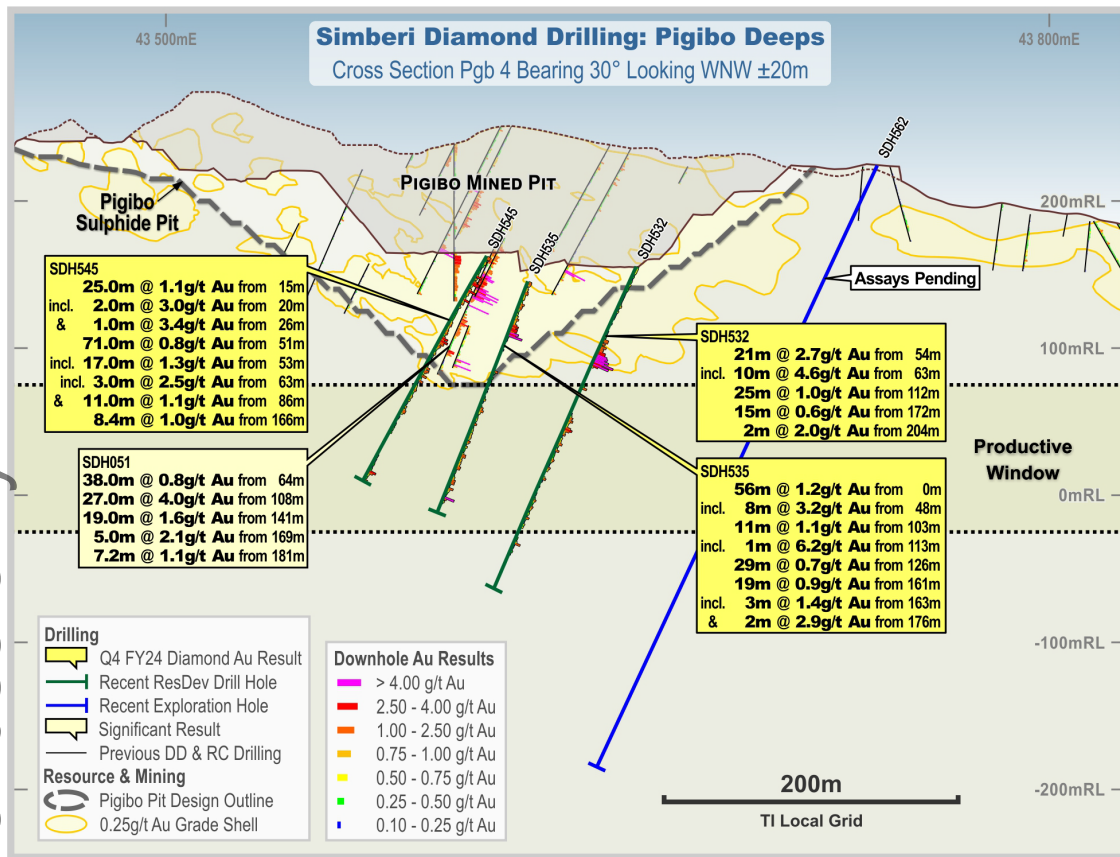 43 500mE
Simberi Diamond Drilling: Pigibo Deeps
43 800mE
Cross Section Pgb 4 Bearing 30° Looking WNW ±20m
SDH562
PIGIBO MINED PIT
Pigibo
Sulphide Pit
SDH545
SDH535
SDH532
200mRL
Assays Pending
SDH545
25.0m @ 1.1g/t Au from 15m
incl. 2.0m @ 3.0g/t Au from 20m
& 1.0m @ 3.4g/t Au from 26m
71.0m @ 0.8g/t Au from 51m
incl. 17.0m @ 1.3g/t Au from 53m
incl. 3.0m @ 2.5g/t Au from 63m
& 11.0m @ 1.1g/t Au from 86m
8.4m @ 1.0g/t Au from 166m
SDH532
21m @ 2.7g/t Au from 54m
incl. 10m @ 4.6g/t Au from 63m
25m @ 1.0g/t Au from 112m
15m @ 0.6g/t Au from 172m
2m @ 2.0g/t Au from 204m
100mRL
Productive
Window
SDH051
38.0m @ 0.8g/t Au from 64m
27.0m @ 4.0g/t Au from 108m
19.0m @ 1.6g/t Au from 141m
5.0m @ 2.1g/t Au from 169m
7.2m @ 1.1g/t Au from 181m
SDH535
56m @ 1.2g/t Au from 0m
incl. 8m @ 3.2g/t Au from 48m
11m @ 1.1g/t Au from 103m
incl. 1m @ 6.2g/t Au from 113m
29m @ 0.7g/t Au from 126m
19m @ 0.9g/t Au from 161m
incl. 3m @ 1.4g/t Au from 163m
& 2m @ 2.9g/t Au from 176m
0mRL
-100mRL
-200mRL
Drilling
Q4 FY24 Diamond Au Result
Recent ResDev Drill Hole
Recent Exploration Hole
Significant Result
Previous DD & RC Drilling
Resource & Mining
Pigibo Pit Design Outline
0.25g/t Au Grade Shell
Downhole Au Results
> 4.00 g/t Au
2.50 - 4.00 g/t Au
1.00 - 2.50 g/t Au
0.75 - 1.00 g/t Au
0.50 - 0.75 g/t Au
0.25 - 0.50 g/t Au
0.10 - 0.25 g/t Au
200m
TI Local Grid